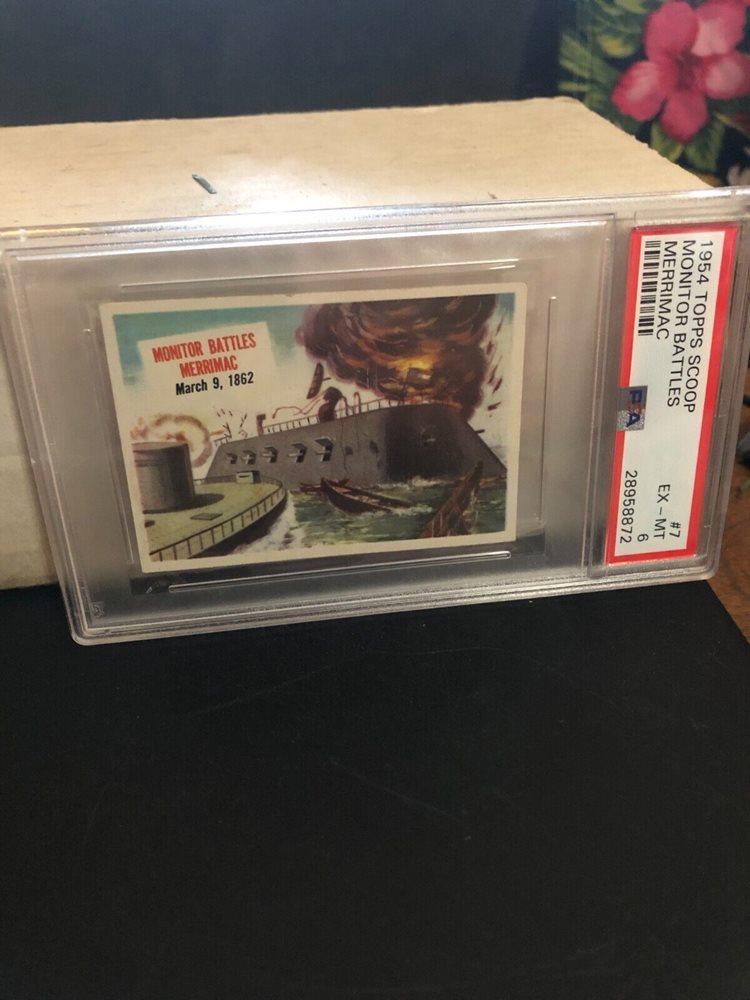 MONITOR BATTLES
MERRIMAC
March 9, 1862
1954 TOPPS SCOOP
MONITOR BATTLES
MERRIMAC
PSA
#7
EX - MT
6
28958872